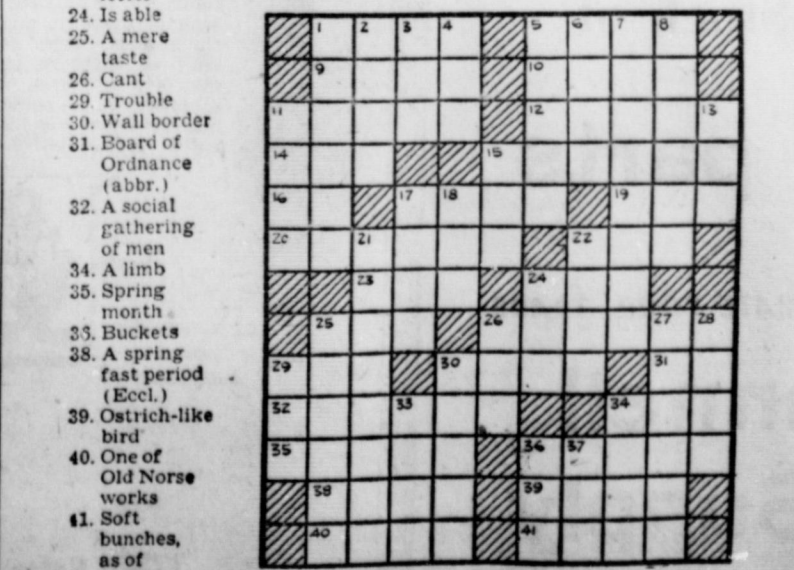 24. Is able
25. A mere
taste
26. Cant
29. Trouble
30. Wall border
31. Board of
Ordnance
(abbr.)
32. A social
gathering
of men
34. A limb
35. Spring
month
36. Buckets
38. A spring
fast period
(Eccl.)
39. Ostrich-like
bird
40. One of
Old Norse
works
41. Soft
bunches,
as of
1 2 3 4 5 6 7 8
9 10
11 12 13
14 15
16 17 18 19
20 21 22
23 24
25 26 27 28
29 30 31
32 33 34
35 36 37
38 39
40 41